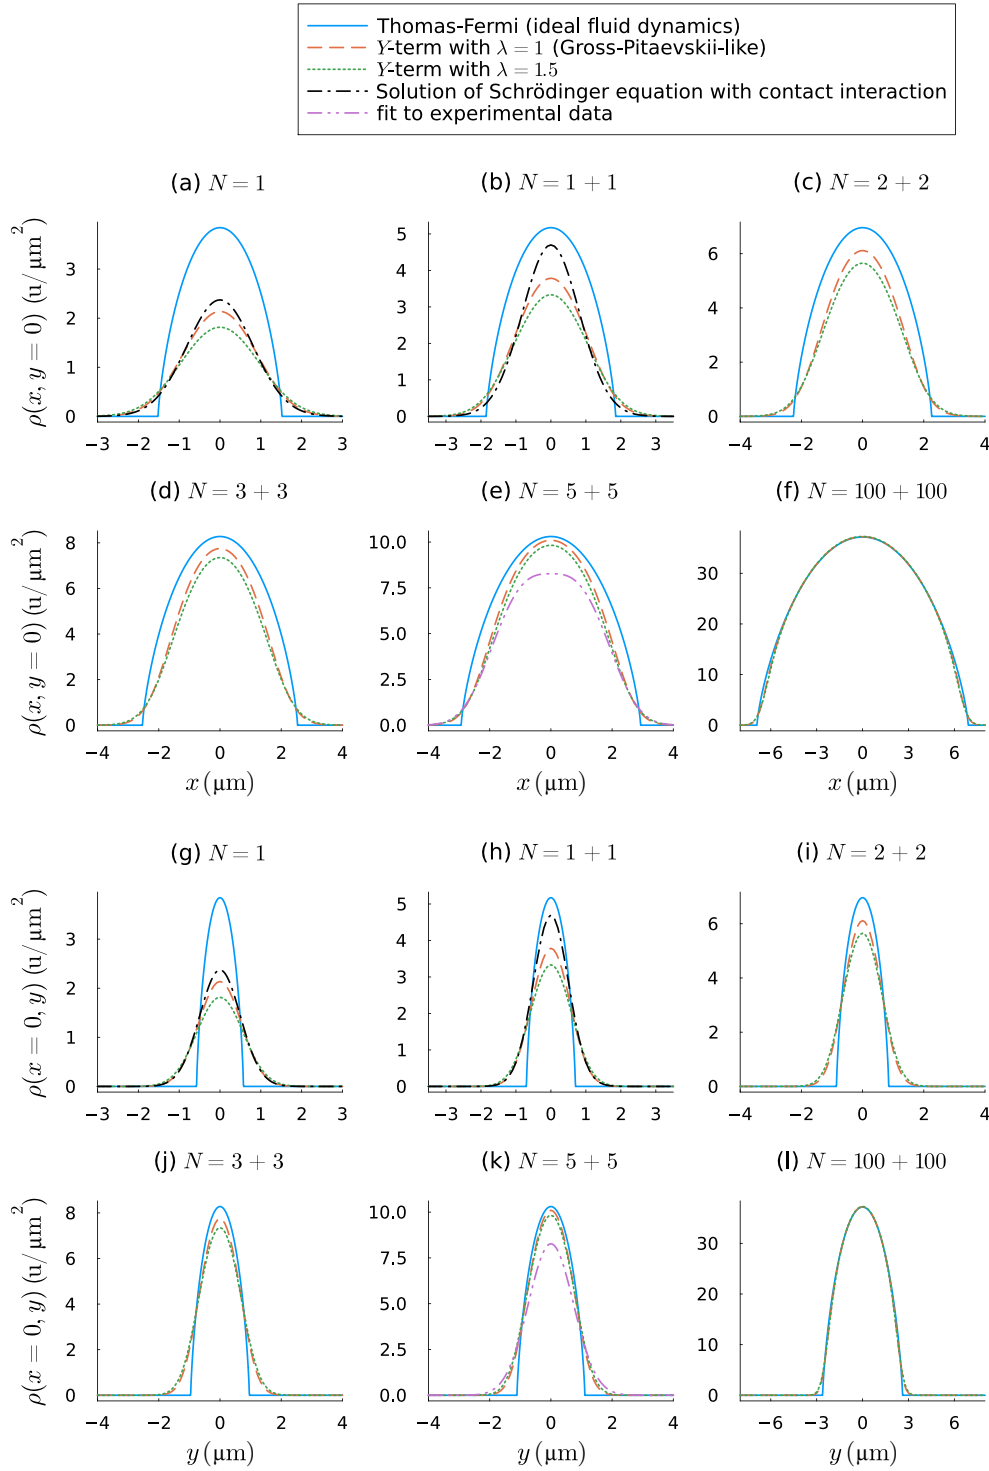 Thomas-Fermi (ideal fluid dynamics)
Y-term with λ = 1 (Gross-Pitaevskii-like)
Y-term with λ = 1.5
Solution of Schrödinger equation with contact interaction
fit to experimental data
(a) N = 1
(b) N = 1 + 1
(c) N = 2 + 2
ρ(x, y = 0) (u/μm²)
0 1 2 3
−3 −2 −1 0 1 2 3
0 1 2 3 4 5
−3 −2 −1 0 1 2 3
0 2 4 6
−4 −2 0 2 4
(d) N = 3 + 3
(e) N = 5 + 5
(f) N = 100 + 100
ρ(x, y = 0) (u/μm²)
0 2 4 6 8
−4 −2 0 2 4
x (μm)
0.0 2.5 5.0 7.5 10.0
−4 −2 0 2 4
x (μm)
0 10 20 30
−6 −3 0 3 6
x (μm)
(g) N = 1
(h) N = 1 + 1
(i) N = 2 + 2
ρ(x = 0, y) (u/μm²)
0 1 2 3
−3 −2 −1 0 1 2 3
0 1 2 3 4 5
−3 −2 −1 0 1 2 3
0 2 4 6
−4 −2 0 2 4
(j) N = 3 + 3
(k) N = 5 + 5
(l) N = 100 + 100
ρ(x = 0, y) (u/μm²)
0 2 4 6 8
−4 −2 0 2 4
y (μm)
0.0 2.5 5.0 7.5 10.0
−4 −2 0 2 4
y (μm)
0 10 20 30
−6 −3 0 3 6
y (μm)